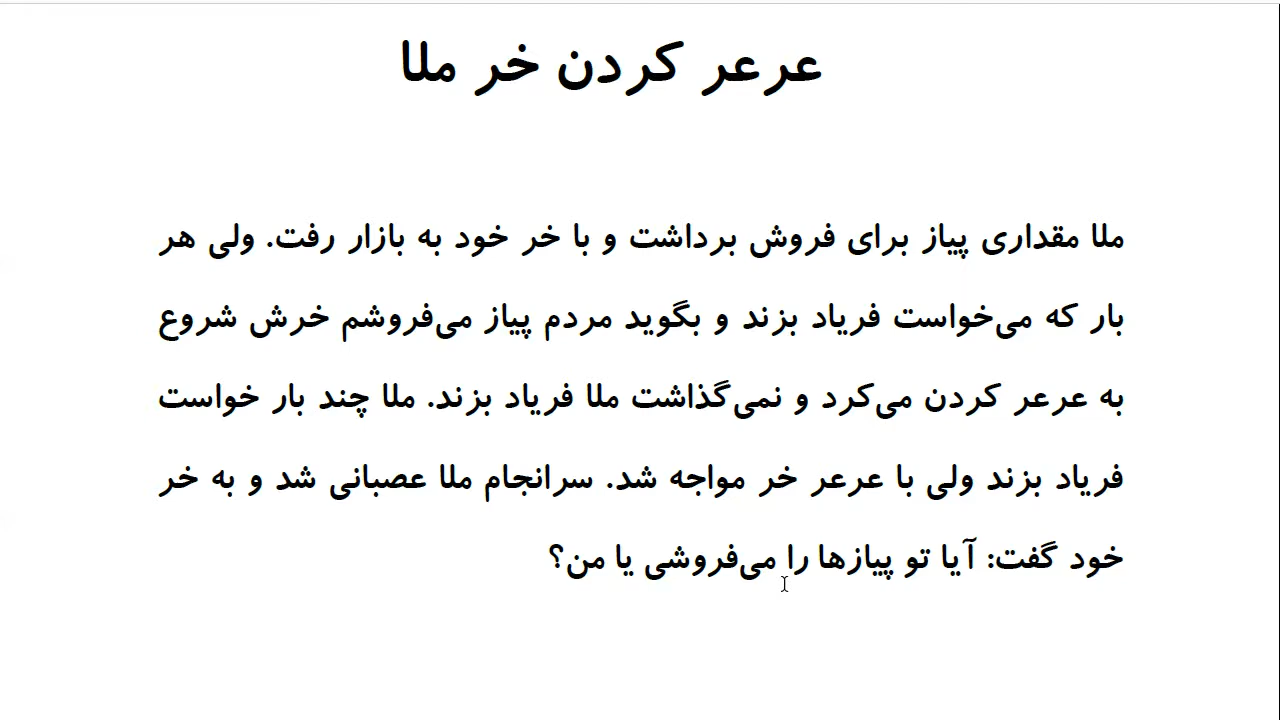 عرعر کردن خر ملا
ملا مقداری پیاز برای فروش برداشت و با خر خود به بازار رفت. ولی هر
بار که می‌خواست فریاد بزند و بگوید مردم پیاز می‌فروشم خرش شروع
به عرعر کردن می‌کرد و نمی‌گذاشت ملا فریاد بزند. ملا چند بار خواست
فریاد بزند ولی با عرعر خر مواجه شد. سرانجام ملا عصبانی شد و به خر
خود گفت: آیا تو پیازها را می‌فروشی یا من؟